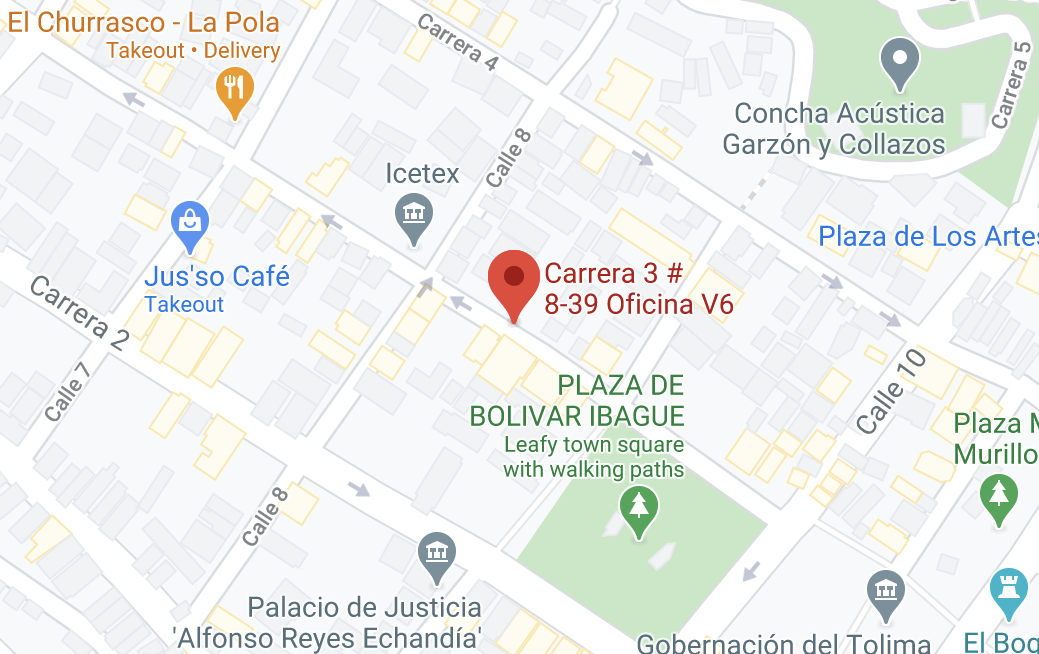 El Churrasco - La Pola
Takeout • Delivery
Carrera 4
Carrera 5
Concha Acústica
Garzón y Collazos
Calle 8
Icetex
Plaza de Los Artes
Jus'so Café
Takeout
Carrera 3 #
8-39 Oficina V6
Carrera 2
Calle 7
PLAZA DE
BOLIVAR IBAGUE
Leafy town square
with walking paths
Calle 10
Plaza M
Murillo
Calle 8
Palacio de Justicia
'Alfonso Reyes Echandía'
Gobernación del Tolima
El Boq